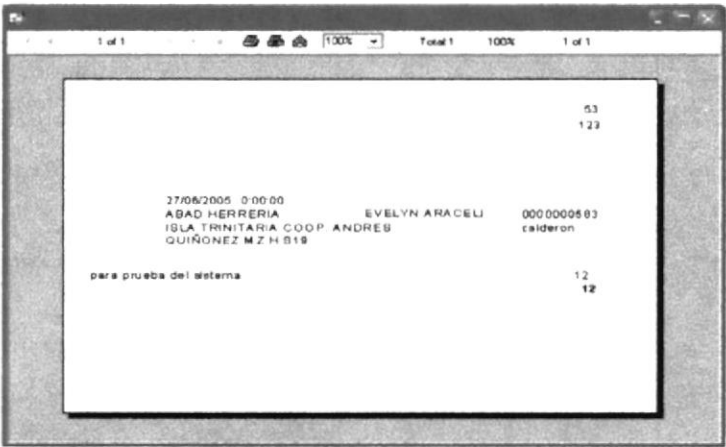 1 of 1 100% Total:1 100% 1 of 1
53
123
27/06/2005 0:00:00
ABAD HERRERIA EVELYN ARACELI 0000000583
ISLA TRINITARIA COOP ANDRES calderon
QUIÑONEZ M Z H S19
para prueba del sistema 12
12